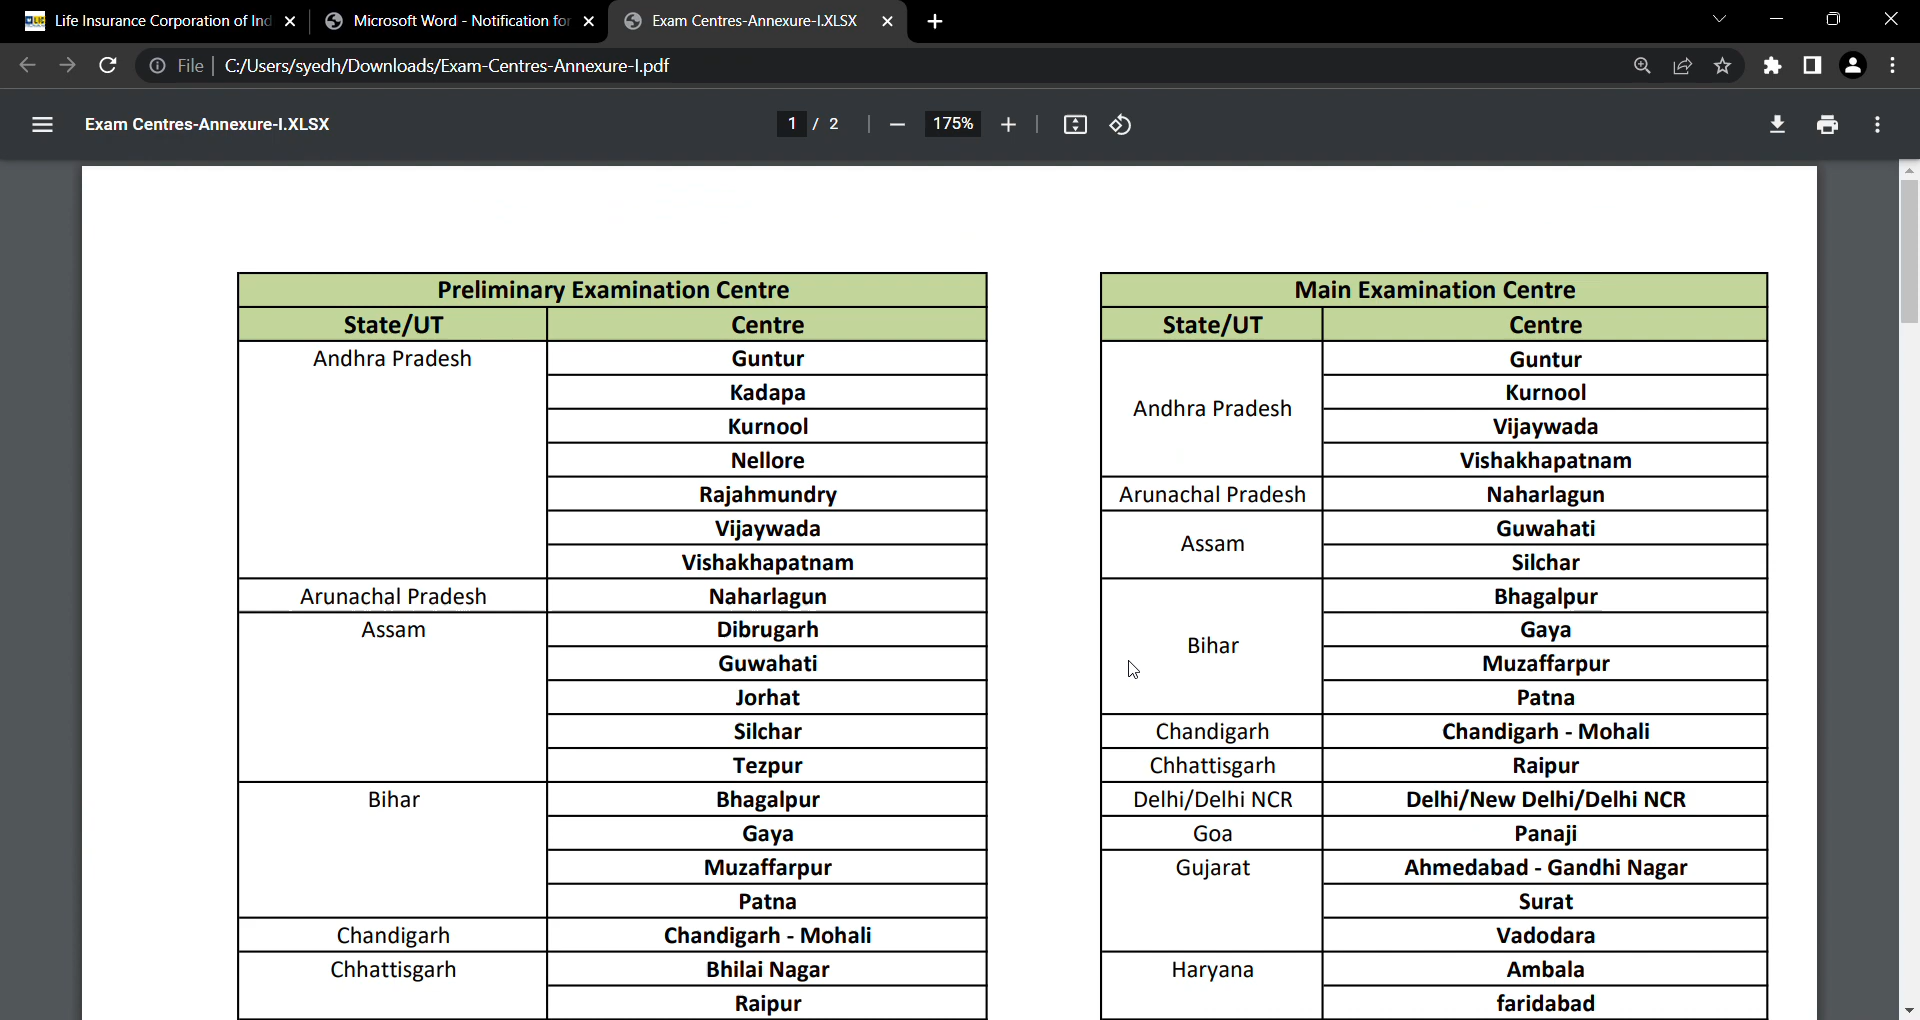 Life Insurance Corporation of Ind
Microsoft Word - Notification for
Exam Centres-Annexure-I.XLSX
File
C:/Users/syedh/Downloads/Exam-Centres-Annexure-I.pdf
Exam Centres-Annexure-I.XLSX
1 / 2
175%
Preliminary Examination Centre
State/UT Centre
Andhra Pradesh Guntur
Kadapa
Kurnool
Nellore
Rajahmundry
Vijaywada
Vishakhapatnam
Arunachal Pradesh Naharlagun
Assam Dibrugarh
Guwahati
Jorhat
Silchar
Tezpur
Bihar Bhagalpur
Gaya
Muzaffarpur
Patna
Chandigarh Chandigarh - Mohali
Chhattisgarh Bhilai Nagar
Raipur
Main Examination Centre
State/UT Centre
Andhra Pradesh Guntur
Kurnool
Vijaywada
Vishakhapatnam
Arunachal Pradesh Naharlagun
Assam Guwahati
Silchar
Bihar Bhagalpur
Gaya
Muzaffarpur
Patna
Chandigarh Chandigarh - Mohali
Chhattisgarh Raipur
Delhi/Delhi NCR Delhi/New Delhi/Delhi NCR
Goa Panaji
Gujarat Ahmedabad - Gandhi Nagar
Surat
Vadodara
Haryana Ambala
faridabad